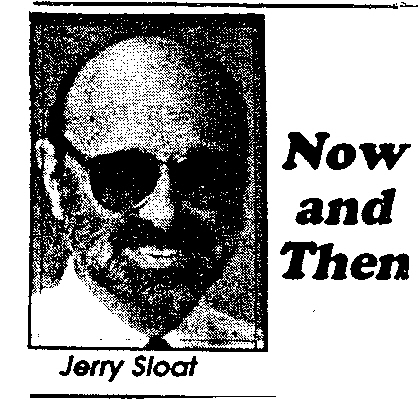 Now
and
Then
Jerry Sloat